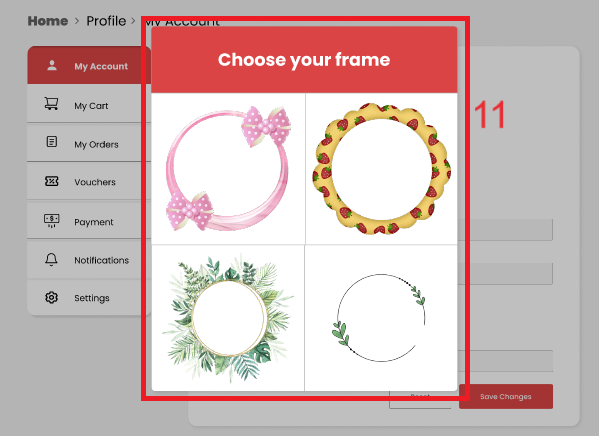 Home > Profile > My Account
Choose your frame
11
My Account
My Cart
My Orders
Vouchers
Payment
Notifications
Settings
Reset
Save Changes